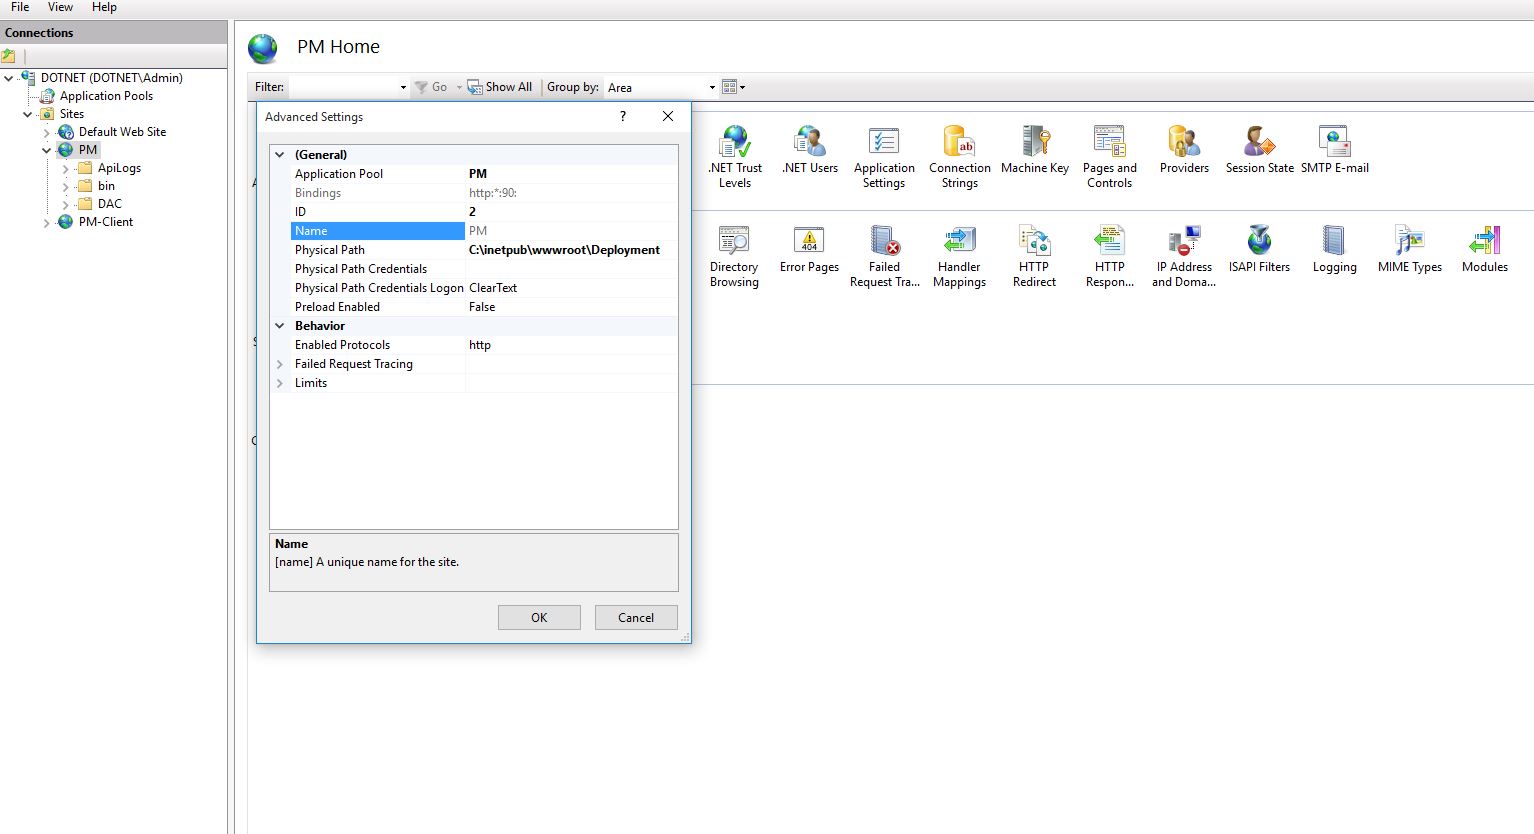 File View Help
Connections
DOTNET (DOTNET\Admin)
Application Pools
Sites
Default Web Site
PM
ApiLogs
bin
DAC
PM-Client
PM Home
Filter: Go Show All Group by: Area
Advanced Settings ? 
(General)
Application Pool PM
Bindings http:*:90:
ID 2
Name PM
Physical Path C:\inetpub\wwwroot\Deployment
Physical Path Credentials
Physical Path Credentials Logon ClearText
Preload Enabled False
Behavior
Enabled Protocols http
Failed Request Tracing
Limits
Name
[name] A unique name for the site.
OK Cancel
.NET Trust Levels
.NET Users
Application Settings
Connection Strings
Machine Key
Pages and Controls
Providers
Session State
SMTP E-mail
Directory Browsing
404
Error Pages
Failed Request Tra...
Handler Mappings
HTTP Redirect
HTTP Respon...
IP Address and Doma...
ISAPI Filters
Logging
MIME Types
Modules